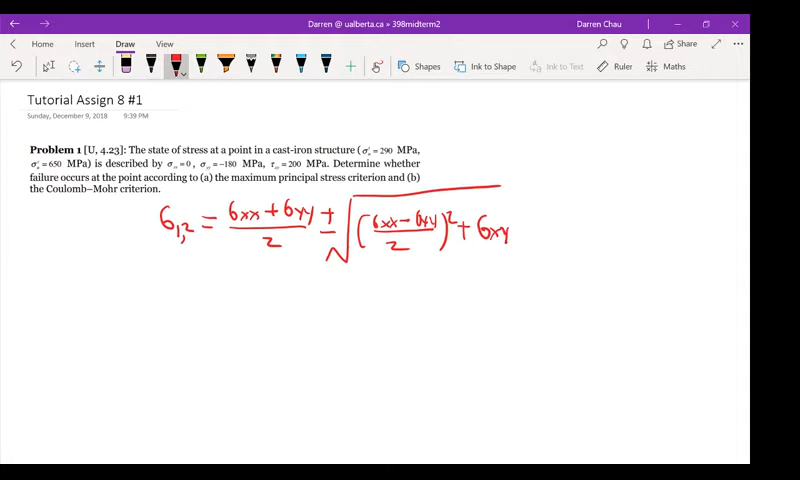 Darren @ ualberta.ca » 398midterm2
Darren Chau
Home Insert Draw View
Share
Shapes Ink to Shape Ink to Text Ruler Maths
Tutorial Assign 8 #1
Sunday, December 9, 2018 9:39 PM
Problem 1 [U, 4.23]: The state of stress at a point in a cast-iron structure (σᵤ = 290 MPa,
σ′ᵤ = 650 MPa) is described by σₓₓ = 0 , σᵧᵧ = −180 MPa, τₓᵧ = 200 MPa. Determine whether
failure occurs at the point according to (a) the maximum principal stress criterion and (b)
the Coulomb–Mohr criterion.
σ1,2 = (σxx + σyy)/2 ± √((σxx − σxy)/2)² + σxy